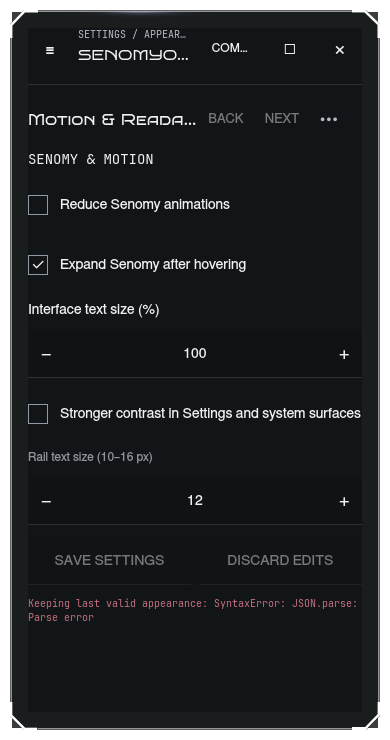 SETTINGS / APPEAR…
SENOMYO…
COM…
MOTION & READA…
BACK
NEXT
SENOMY & MOTION
Reduce Senomy animations
Expand Senomy after hovering
Interface text size (%)
− 100 +
Stronger contrast in Settings and system surfaces
Rail text size (10–16 px)
− 12 +
SAVE SETTINGS
DISCARD EDITS
Keeping last valid appearance: SyntaxError: JSON.parse:
Parse error